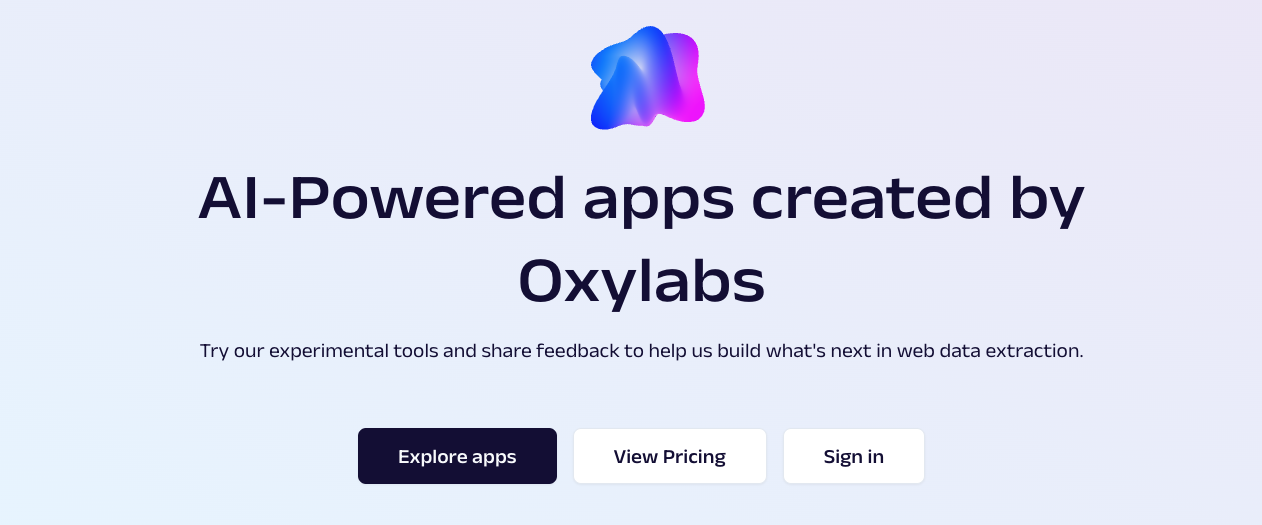 AI-Powered apps created by
Oxylabs
Try our experimental tools and share feedback to help us build what's next in web data extraction.
Explore apps
View Pricing
Sign in